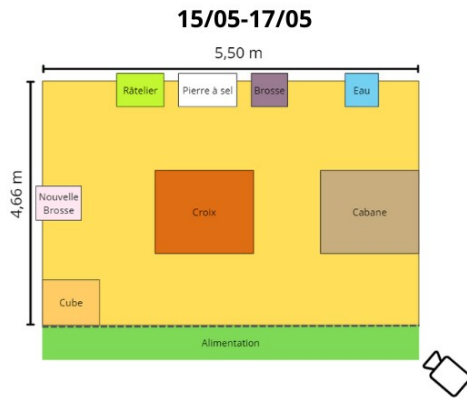 15/05-17/05
5,50 m
Râtelier
Pierre à sel
Brosse
Eau
4,66 m
Nouvelle
Brosse
Croix
Cabane
Cube
Alimentation